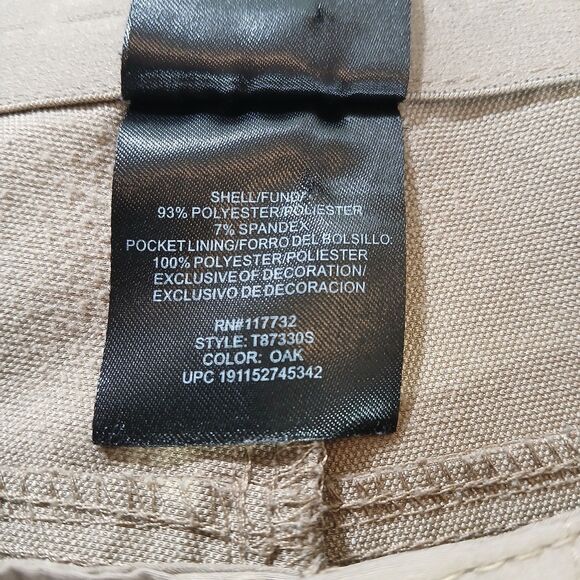 SHELL/FUNDA:
93% POLYESTER/POLIESTER
7% SPANDEX
POCKET LINING/FORRO DEL BOLSILLO:
100% POLYESTER/POLIESTER
EXCLUSIVE OF DECORATION/
EXCLUSIVO DE DECORACION
RN#117732
STYLE: T87330S
COLOR: OAK
UPC 191152745342